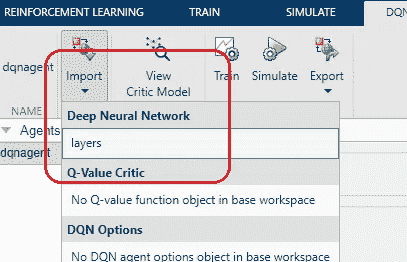 REINFORCEMENT LEARNING TRAIN SIMULATE DQN
dqnagent
Import View Critic Model Train Simulate Export
NAME
Deep Neural Network
Agents
layers
dqnagent
Q-Value Critic
No Q-value function object in base workspace
DQN Options
No DQN agent options object in base workspace